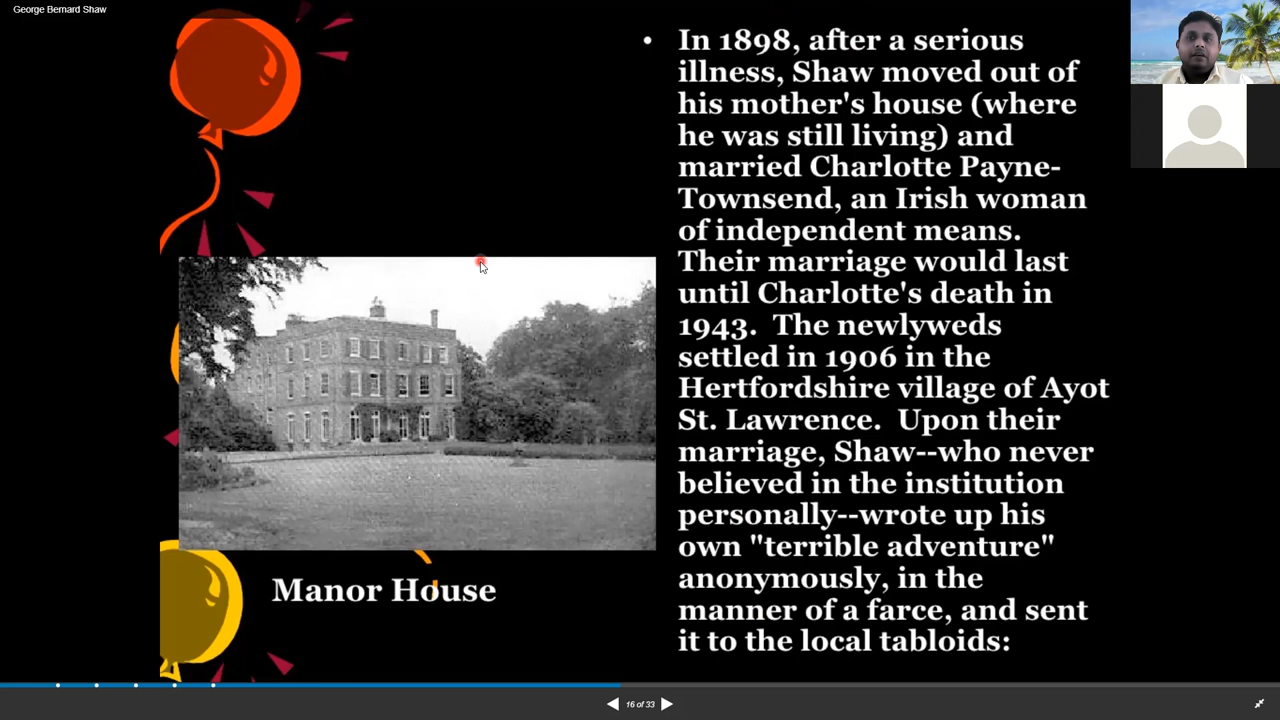 George Bernard Shaw
• In 1898, after a serious
illness, Shaw moved out of
his mother's house (where
he was still living) and
married Charlotte Payne-
Townsend, an Irish woman
of independent means.
Their marriage would last
until Charlotte's death in
1943.  The newlyweds
settled in 1906 in the
Hertfordshire village of Ayot
St. Lawrence.  Upon their
marriage, Shaw--who never
believed in the institution
personally--wrote up his
own "terrible adventure"
anonymously, in the
manner of a farce, and sent
it to the local tabloids:
Manor House
16 of 33